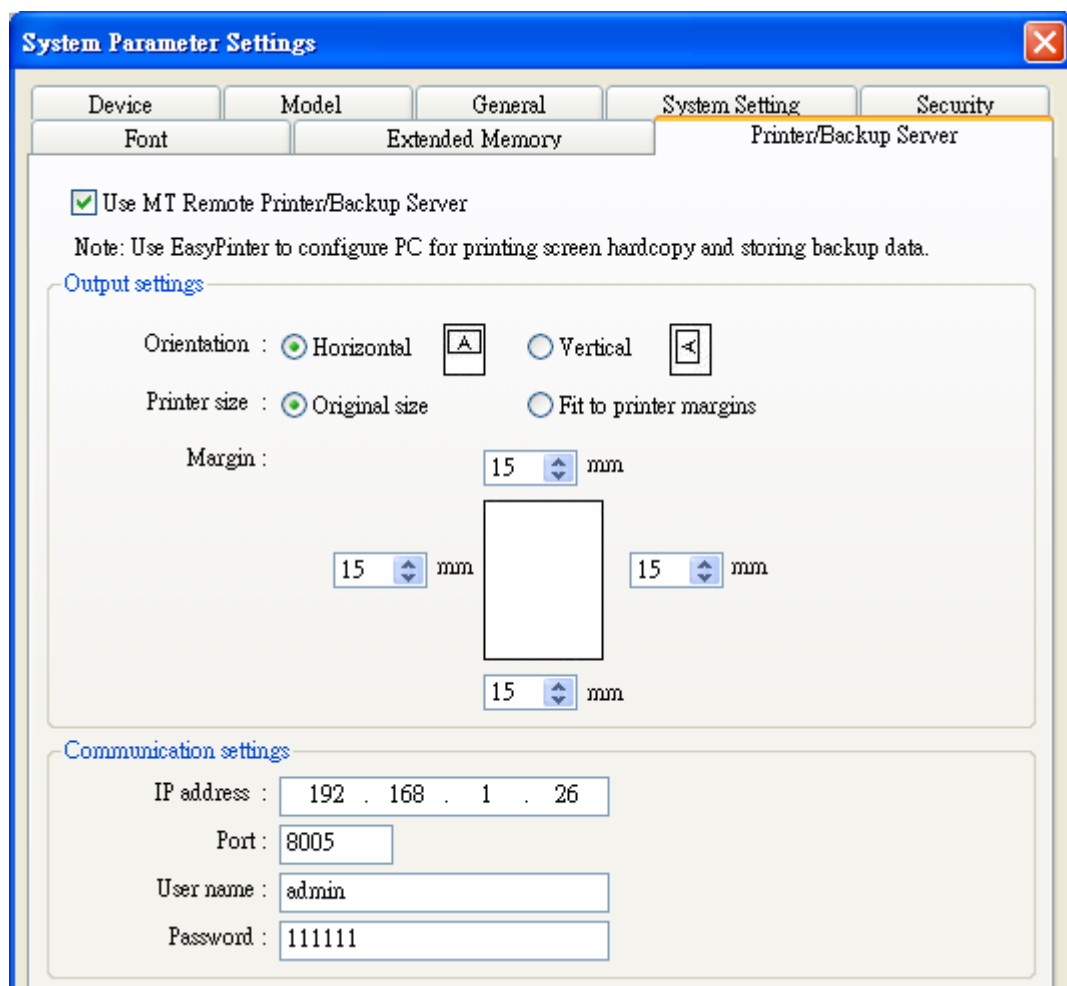 System Parameter Settings
Device Model General System Setting Security
Font Extended Memory Printer/Backup Server
Use MT Remote Printer/Backup Server
Note: Use EasyPinter to configure PC for printing screen hardcopy and storing backup data.
Output settings
Orientation : Horizontal A Vertical A
Printer size : Original size Fit to printer margins
Margin :
15 mm
15 mm 15 mm
15 mm
Communication settings
IP address : 192 . 168 . 1 . 26
Port : 8005
User name : admin
Password : 111111